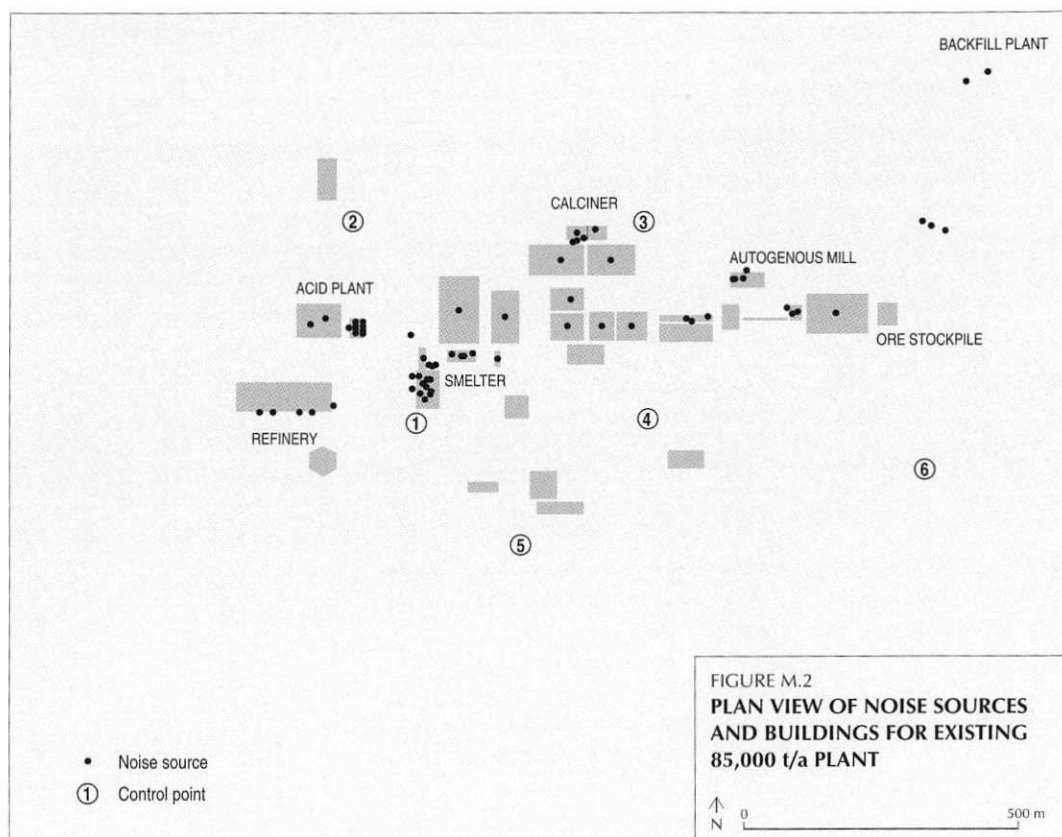 BACKFILL PLANT
CALCINER
②
③
AUTOGENOUS MILL
ACID PLANT
ORE STOCKPILE
SMELTER
①
④
REFINERY
⑥
⑤
FIGURE M.2
PLAN VIEW OF NOISE SOURCES
AND BUILDINGS FOR EXISTING
85,000 t/a PLANT
Noise source
① Control point
N
0 500 m